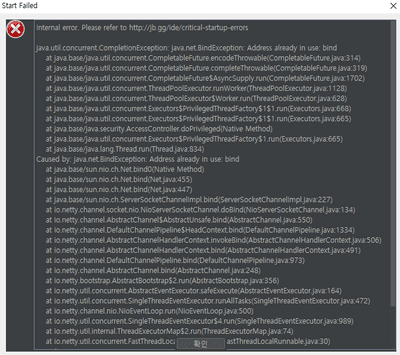 Start Failed
Internal error. Please refer to http://jb.gg/ide/critical-startup-errors
java.util.concurrent.CompletionException: java.net.BindException: Address already in use: bind
at java.base/java.util.concurrent.CompletableFuture.encodeThrowable(CompletableFuture.java:314)
at java.base/java.util.concurrent.CompletableFuture.completeThrowable(CompletableFuture.java:319)
at java.base/java.util.concurrent.CompletableFuture$AsyncSupply.run(CompletableFuture.java:1702)
at java.base/java.util.concurrent.ThreadPoolExecutor.runWorker(ThreadPoolExecutor.java:1128)
at java.base/java.util.concurrent.ThreadPoolExecutor$Worker.run(ThreadPoolExecutor.java:628)
at java.base/java.util.concurrent.Executors$PrivilegedThreadFactory$1$1.run(Executors.java:668)
at java.base/java.util.concurrent.Executors$PrivilegedThreadFactory$1$1.run(Executors.java:665)
at java.base/java.security.AccessController.doPrivileged(Native Method)
at java.base/java.util.concurrent.Executors$PrivilegedThreadFactory$1.run(Executors.java:665)
at java.base/java.lang.Thread.run(Thread.java:834)
Caused by: java.net.BindException: Address already in use: bind
at java.base/sun.nio.ch.Net.bind0(Native Method)
at java.base/sun.nio.ch.Net.bind(Net.java:455)
at java.base/sun.nio.ch.Net.bind(Net.java:447)
at java.base/sun.nio.ch.ServerSocketChannelImpl.bind(ServerSocketChannelImpl.java:227)
at io.netty.channel.socket.nio.NioServerSocketChannel.doBind(NioServerSocketChannel.java:134)
at io.netty.channel.AbstractChannel$AbstractUnsafe.bind(AbstractChannel.java:550)
at io.netty.channel.DefaultChannelPipeline$HeadContext.bind(DefaultChannelPipeline.java:1334)
at io.netty.channel.AbstractChannelHandlerContext.invokeBind(AbstractChannelHandlerContext.java:506)
at io.netty.channel.AbstractChannelHandlerContext.bind(AbstractChannelHandlerContext.java:491)
at io.netty.channel.DefaultChannelPipeline.bind(DefaultChannelPipeline.java:973)
at io.netty.channel.AbstractChannel.bind(AbstractChannel.java:248)
at io.netty.bootstrap.AbstractBootstrap$2.run(AbstractBootstrap.java:356)
at io.netty.util.concurrent.AbstractEventExecutor.safeExecute(AbstractEventExecutor.java:164)
at io.netty.util.concurrent.SingleThreadEventExecutor.runAllTasks(SingleThreadEventExecutor.java:472)
at io.netty.channel.nio.NioEventLoop.run(NioEventLoop.java:500)
at io.netty.util.concurrent.SingleThreadEventExecutor$4.run(SingleThreadEventExecutor.java:989)
at io.netty.util.internal.ThreadExecutorMap$2.run(ThreadExecutorMap.java:74)
at io.netty.util.concurrent.FastThreadLoca 확인 astThreadLocalRunnable.java:30)